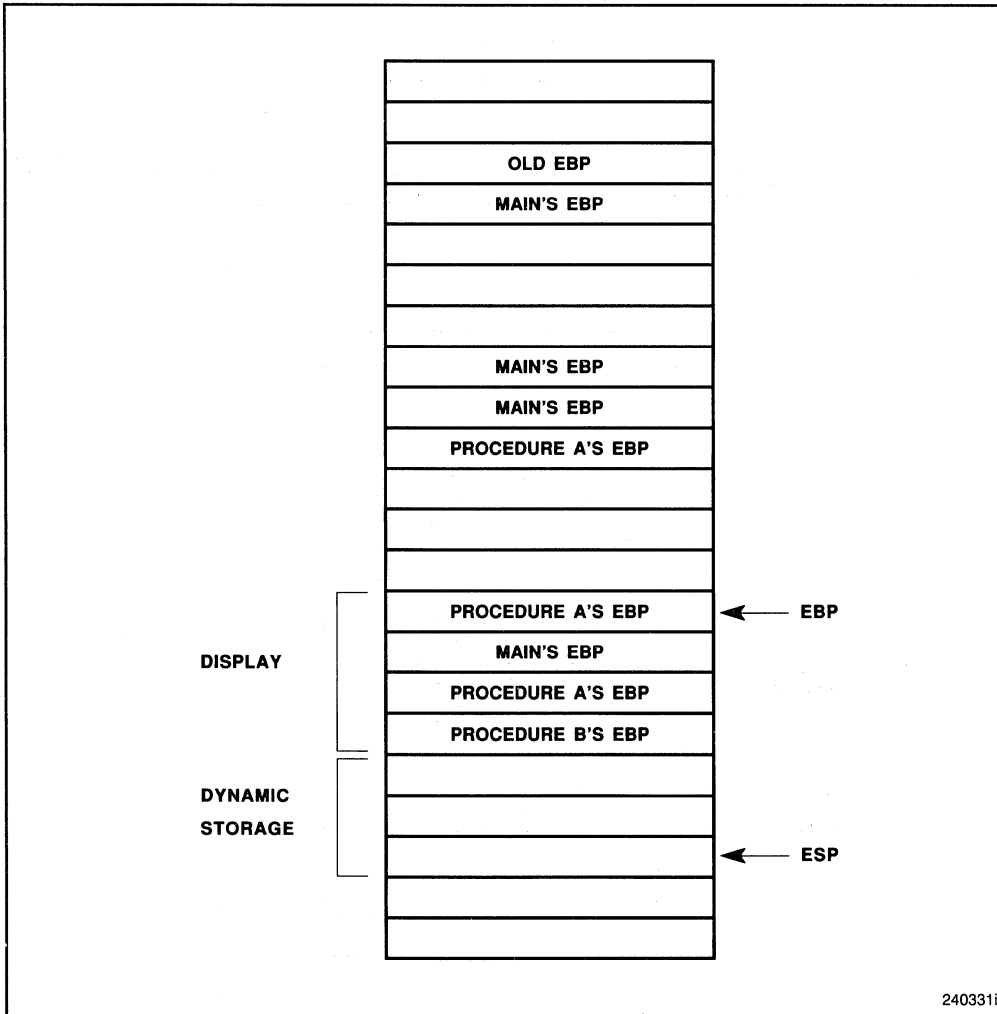 OLD EBP
MAIN'S EBP
MAIN'S EBP
MAIN'S EBP
PROCEDURE A'S EBP
PROCEDURE A'S EBP
EBP
DISPLAY
MAIN'S EBP
PROCEDURE A'S EBP
PROCEDURE B'S EBP
DYNAMIC
STORAGE
ESP
240331i